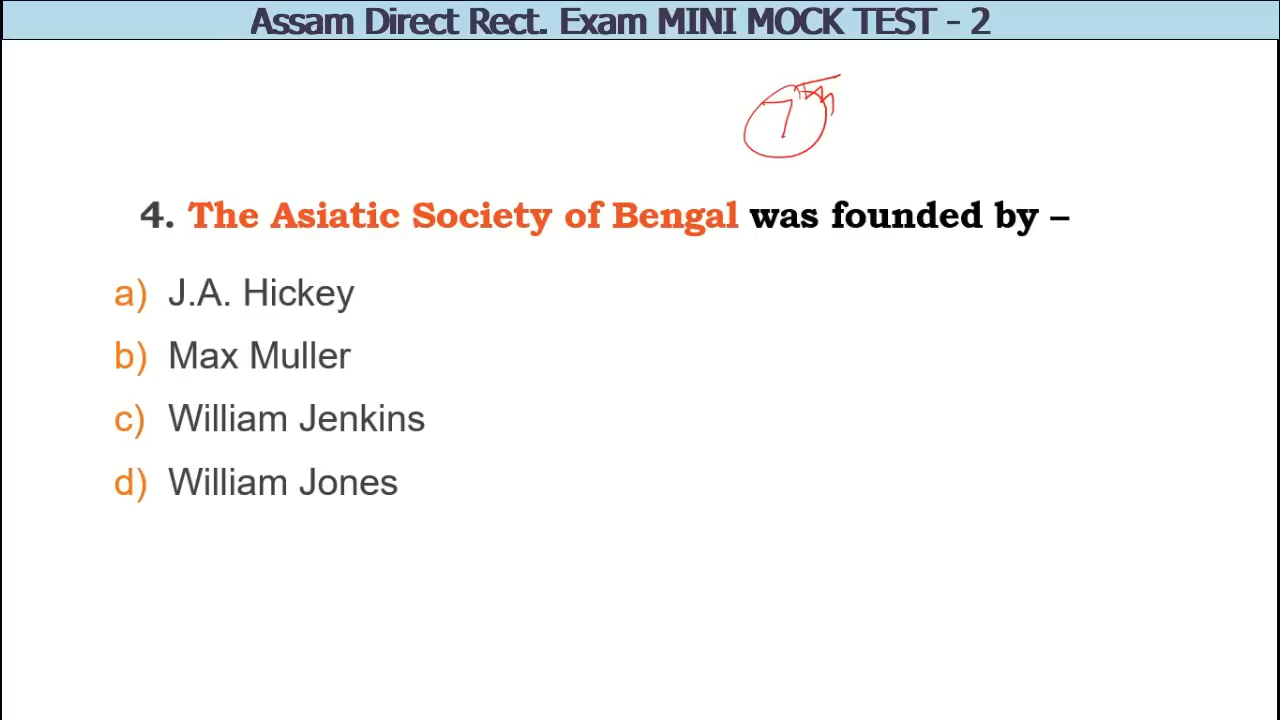 Assam Direct Rect. Exam MINI MOCK TEST - 2
7
4. The Asiatic Society of Bengal was founded by –
a) J.A. Hickey
b) Max Muller
c) William Jenkins
d) William Jones